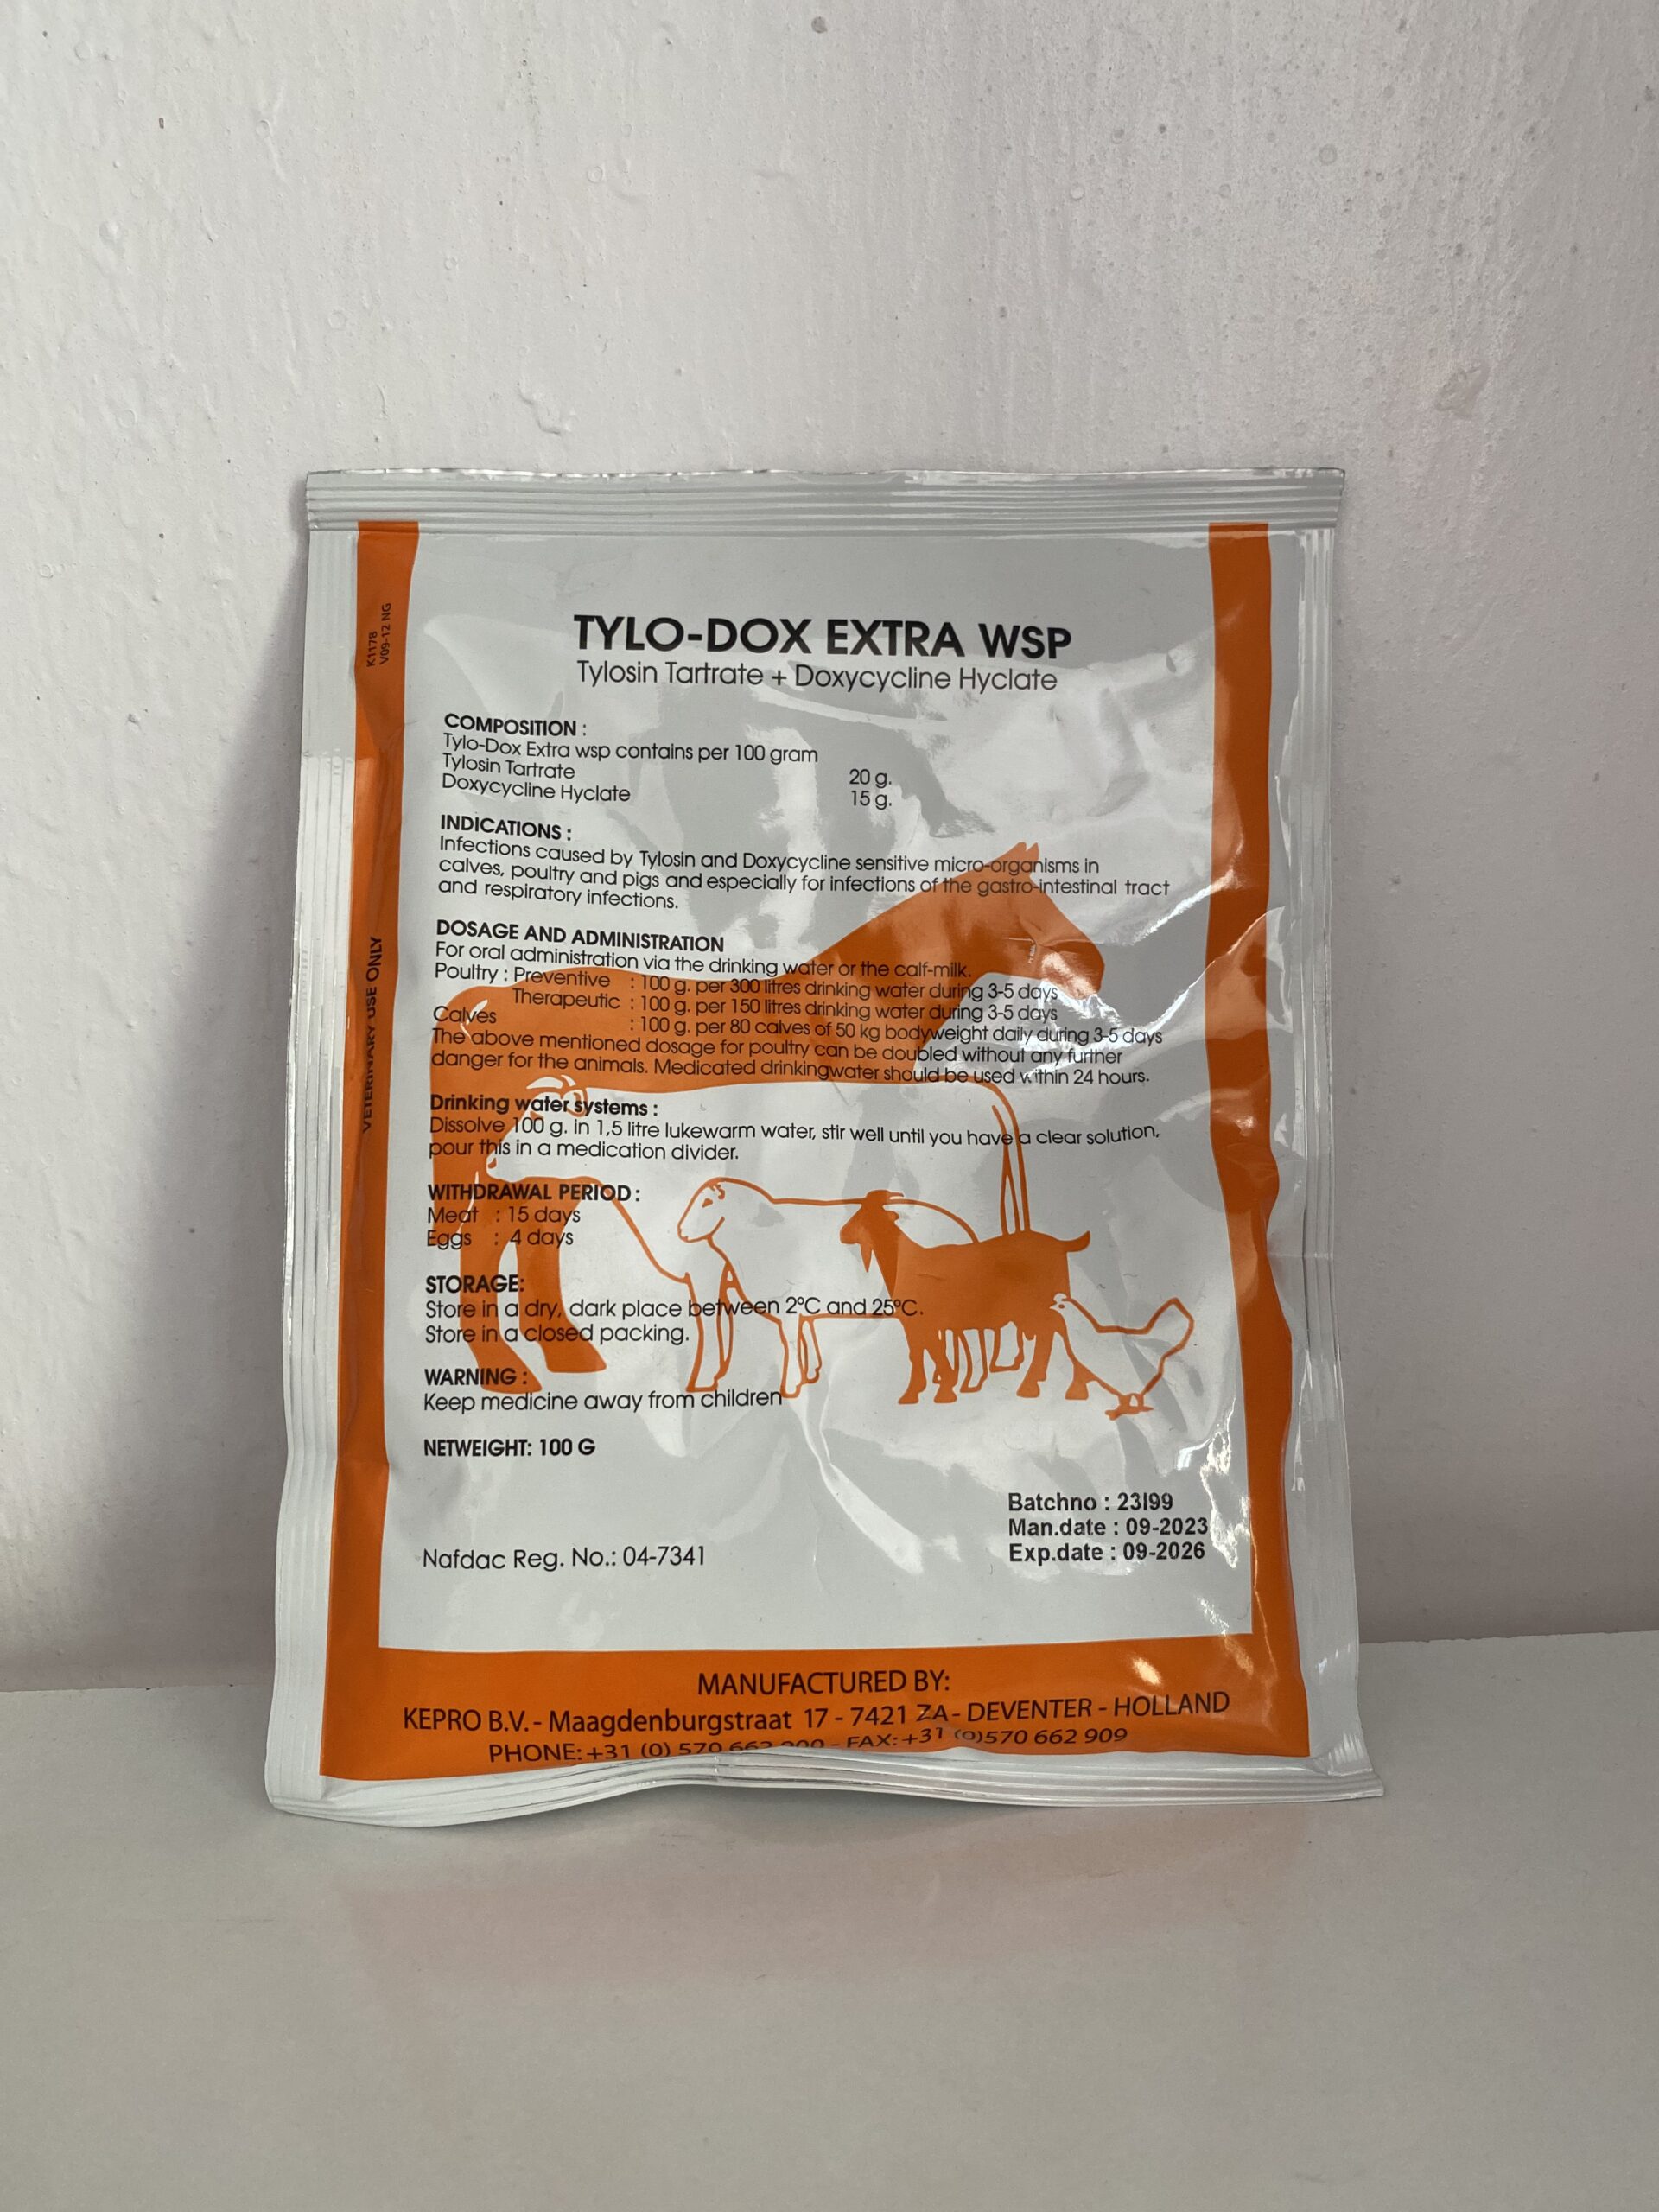 K1178
V09-12 NG
VETERINARY USE ONLY
TYLO-DOX EXTRA WSP
Tylosin Tartrate + Doxycycline Hyclate
COMPOSITION :
Tylo-Dox Extra wsp contains per 100 gram
Tylosin Tartrate 20 g.
Doxycycline Hyclate 15 g.
INDICATIONS :
Infections caused by Tylosin and Doxycycline sensitive micro-organisms in
calves, poultry and pigs and especially for infections of the gastro-intestinal tract
and respiratory infections.
DOSAGE AND ADMINISTRATION
For oral administration via the drinking water or the calf-milk.
Poultry : Preventive : 100 g. per 300 litres drinking water during 3-5 days
Therapeutic : 100 g. per 150 litres drinking water during 3-5 days
Calves : 100 g. per 80 calves of 50 kg bodyweight daily during 3-5 days
The above mentioned dosage for poultry can be doubled without any further
danger for the animals. Medicated drinkingwater should be used within 24 hours.
Drinking water systems :
Dissolve 100 g. in 1,5 litre lukewarm water, stir well until you have a clear solution,
pour this in a medication divider.
WITHDRAWAL PERIOD :
Meat : 15 days
Eggs : 4 days
STORAGE:
Store in a dry, dark place between 2ºC and 25ºC.
Store in a closed packing.
WARNING :
Keep medicine away from children
NETWEIGHT: 100 G
Batchno : 23I99
Man.date : 09-2023
Exp.date : 09-2026
Nafdac Reg. No.: 04-7341
MANUFACTURED BY:
KEPRO B.V. - Maagdenburgstraat 17 - 7421 ZA - DEVENTER - HOLLAND
PHONE: +31 (0) 570 - FAX: +31 (0)570 662 909